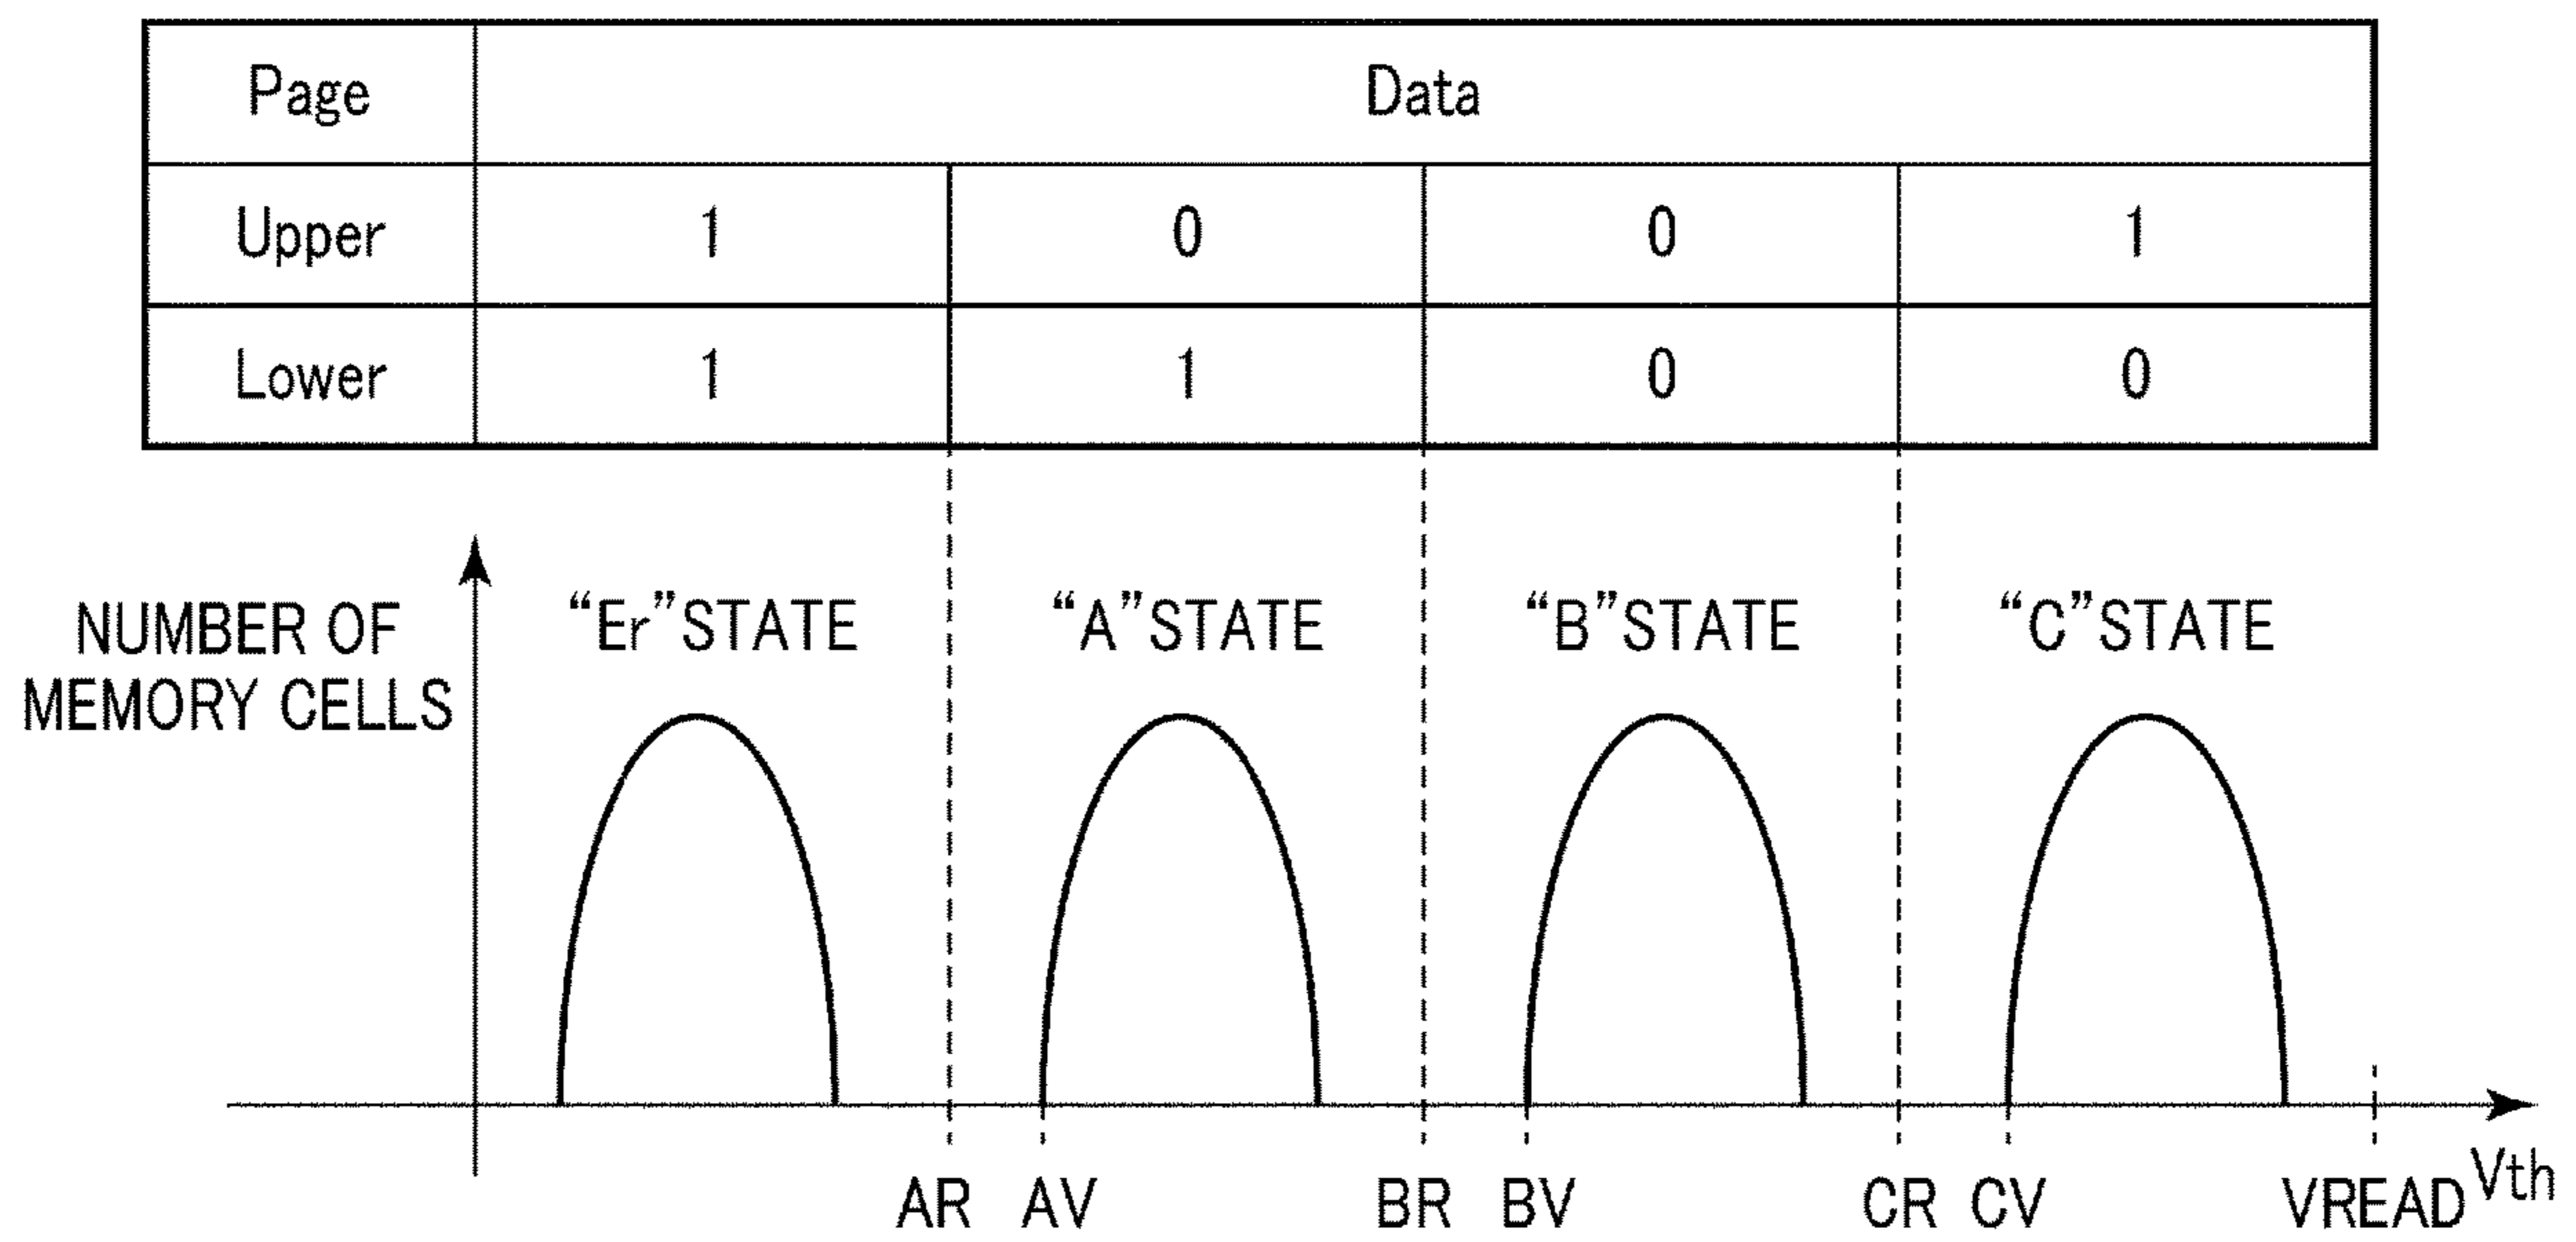 Page Data
Upper 1 0 0 1
Lower 1 1 0 0
NUMBER OF
MEMORY CELLS
“Er”STATE “A”STATE “B”STATE “C”STATE
AR AV BR BV CR CV VREAD Vth